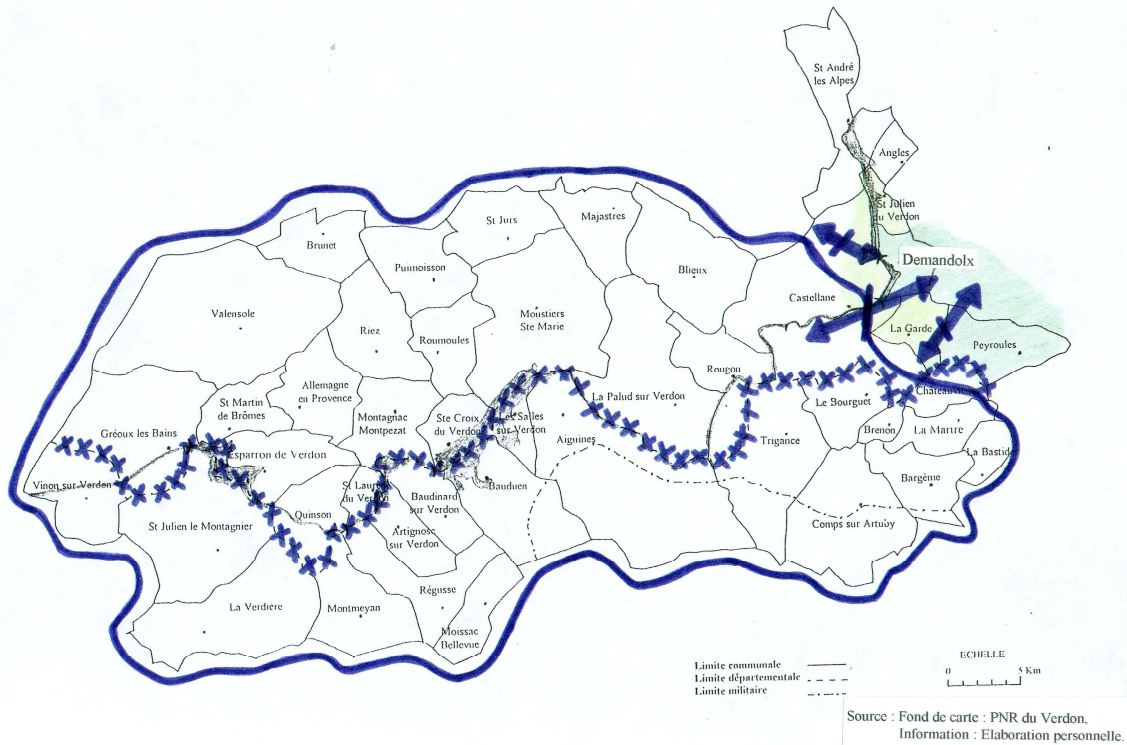 St André
les Alpes
Angles
St Julien
du Verdon
Demandolx
St Jurs
Majastres
Brunet
Puimoisson
Blieux
Castellane
Valensole
Moustiers
Ste Marie
La Garde
Riez
Roumoules
Peyroules
Rougon
Allemagne
en Provence
St Martin
de Brômes
La Palud sur Verdon
Le Bourguet
Châteauvieux
Montagnac
Montpezat
Ste Croix
du Verdon
Les Salles
sur Verdon
Gréoux les Bains
Aiguines
Trigance
Brenon
La Martre
Esparron de Verdon
La Bastide
Vinon sur Verdon
St Laurent
du Verdon
Bauduen
Bargème
Baudinard
sur Verdon
Quinson
St Julien le Montagnier
Artignosc
sur Verdon
Comps sur Artuby
Régusse
La Verdière
Montmeyan
Moissac
Bellevue
Limite communale
Limite départementale
Limite militaire
ECHELLE
0 5 Km
Source : Fond de carte : PNR du Verdon,
Information : Elaboration personnelle.